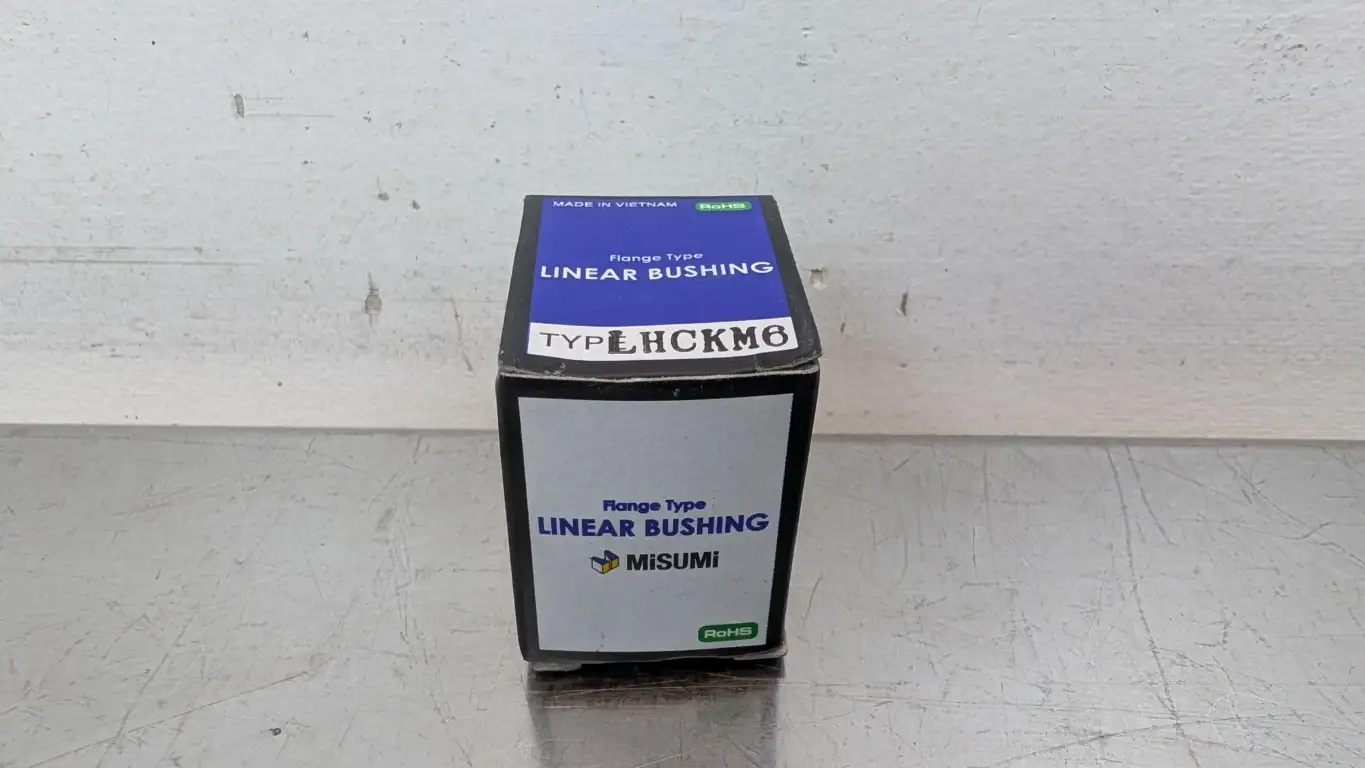 MADE IN VIETNAM RoHS
Flange Type
LINEAR BUSHING
TYPE LHCKM6
Flange Type
LINEAR BUSHING
MiSUMi
RoHS